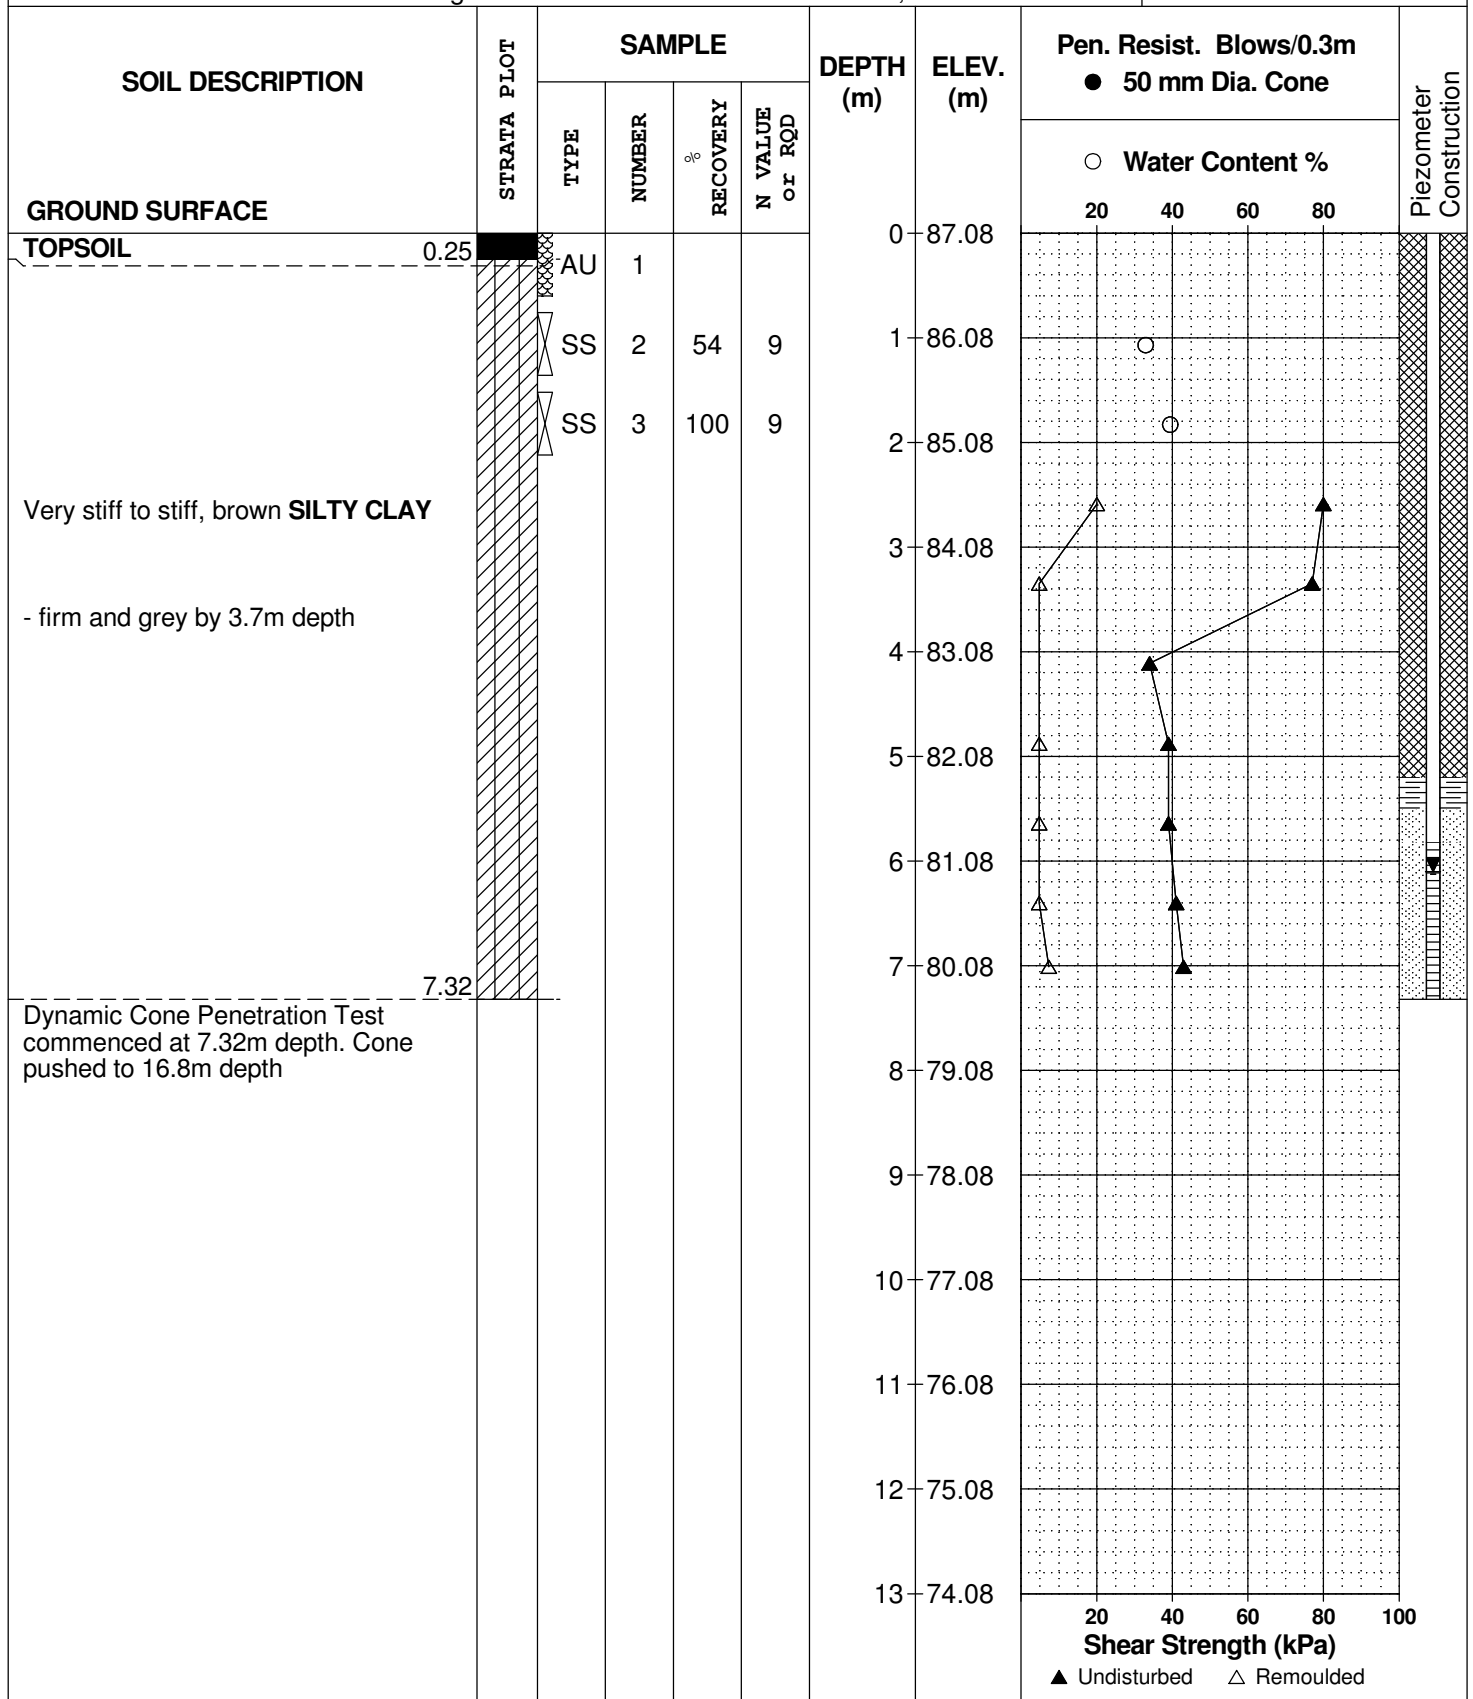 SOIL DESCRIPTION
GROUND SURFACE
STRATA PLOT
SAMPLE
TYPE
NUMBER
%
RECOVERY
N VALUE
or RQD
DEPTH
(m)
ELEV.
(m)
Pen. Resist. Blows/0.3m
● 50 mm Dia. Cone
○ Water Content %
20 40 60 80
Piezometer
Construction
TOPSOIL 0.25
AU 1
SS 2 54 9
SS 3 100 9
Very stiff to stiff, brown SILTY CLAY
- firm and grey by 3.7m depth
7.32
Dynamic Cone Penetration Test
commenced at 7.32m depth. Cone
pushed to 16.8m depth
0 87.08
1 86.08
2 85.08
3 84.08
4 83.08
5 82.08
6 81.08
7 80.08
8 79.08
9 78.08
10 77.08
11 76.08
12 75.08
13 74.08
20 40 60 80 100
Shear Strength (kPa)
▲ Undisturbed △ Remoulded